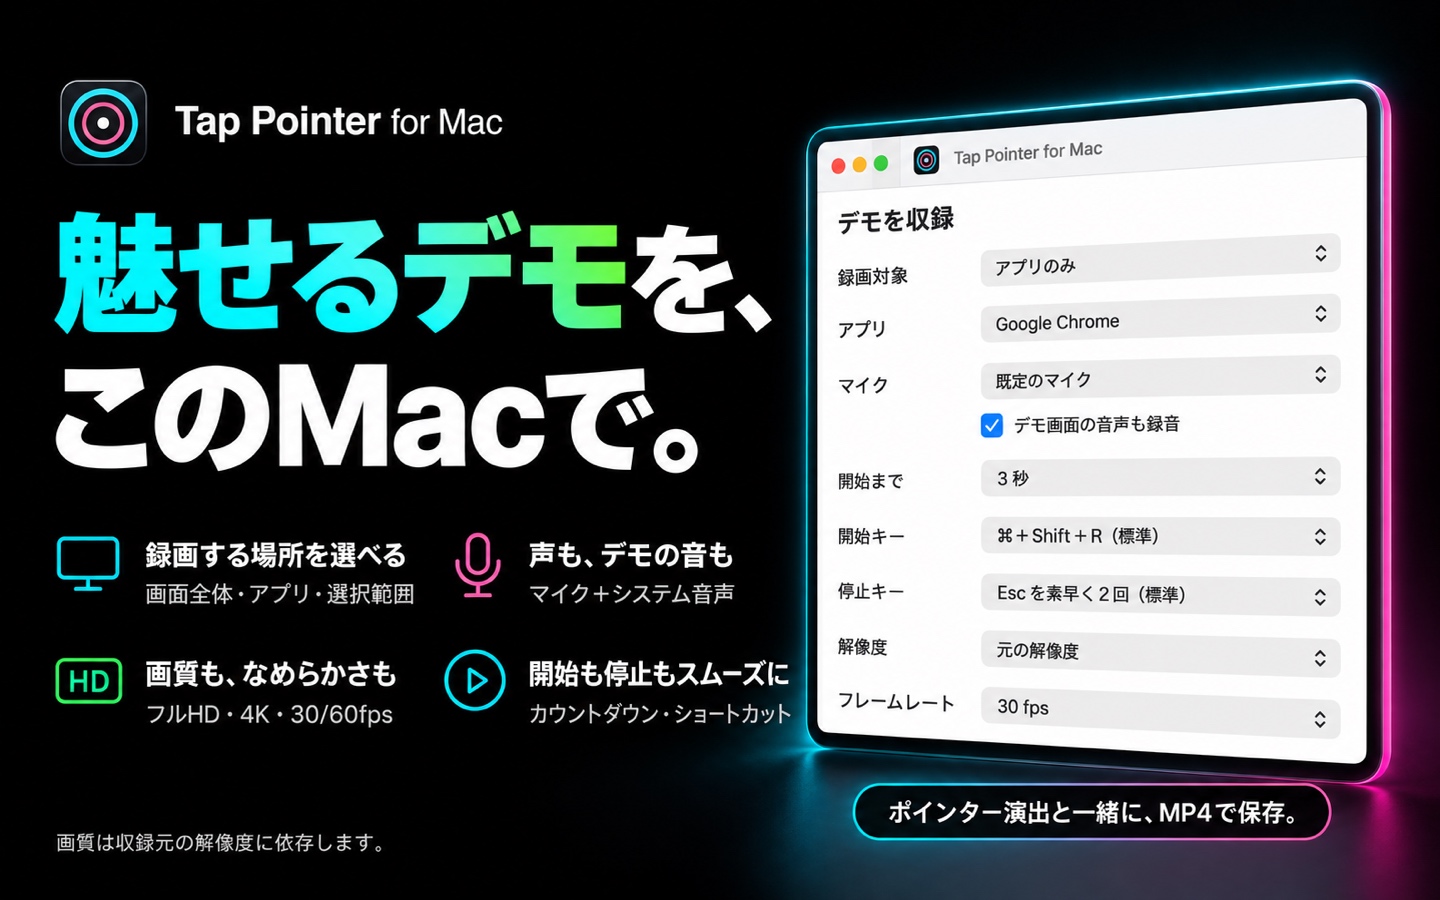 Tap Pointer for Mac
魅せるデモを、
このMacで。
録画する場所を選べる
画面全体・アプリ・選択範囲
声も、デモの音も
マイク＋システム音声
HD
画質も、なめらかさも
フルHD・4K・30/60fps
開始も停止もスムーズに
カウントダウン・ショートカット
画質は収録元の解像度に依存します。
Tap Pointer for Mac
デモを収録
録画対象 アプリのみ
アプリ Google Chrome
マイク 既定のマイク
デモ画面の音声も録音
開始まで 3 秒
開始キー ⌘＋Shift＋R（標準）
停止キー Esc を素早く2回（標準）
解像度 元の解像度
フレームレート 30 fps
ポインター演出と一緒に、MP4で保存。